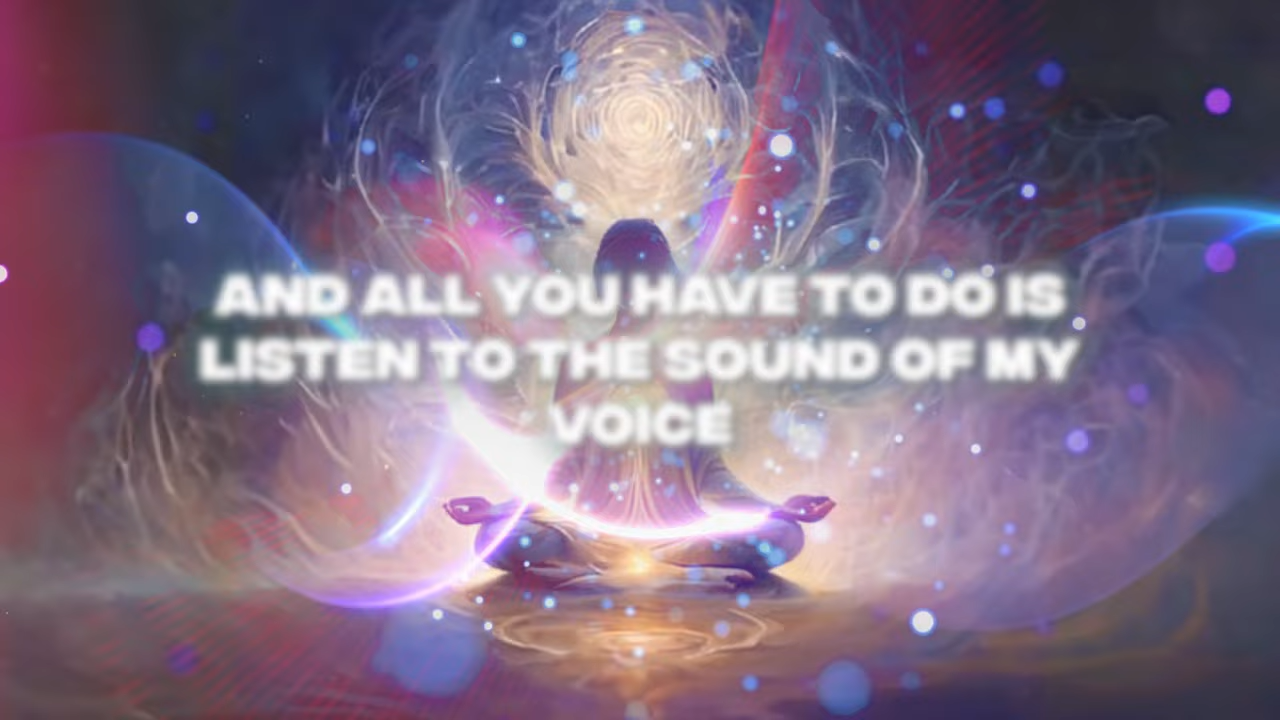 AND ALL YOU HAVE TO DO IS
LISTEN TO THE SOUND OF MY
VOICE